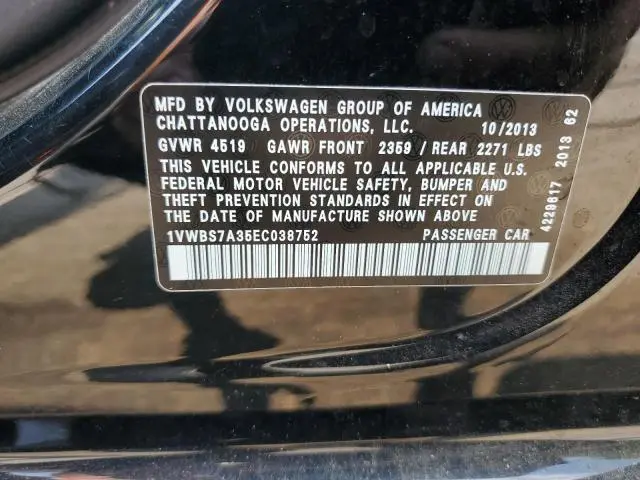 MFD BY VOLKSWAGEN GROUP OF AMERICA
CHATTANOOGA OPERATIONS, LLC. 10/2013
GVWR 4519 GAWR FRONT 2359 / REAR 2271 LBS
THIS VEHICLE CONFORMS TO ALL APPLICABLE U.S.
FEDERAL MOTOR VEHICLE SAFETY, BUMPER AND
THEFT PREVENTION STANDARDS IN EFFECT ON
THE DATE OF MANUFACTURE SHOWN ABOVE
1VWBS7A35EC038752 PASSENGER CAR
4229617 2013 62